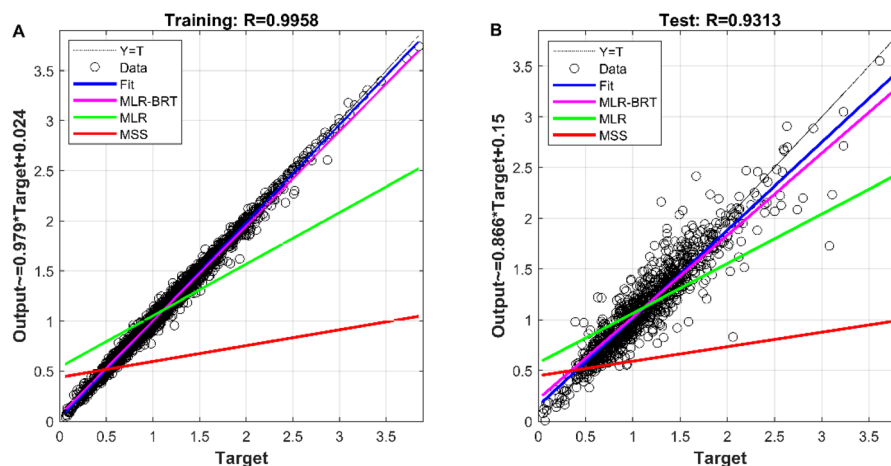 A
Training: R=0.9958
Y=T
Data
Fit
MLR-BRT
MLR
MSS
Output~=0.979*Target+0.024
3.5
3
2.5
2
1.5
1
0.5
0
0 0.5 1 1.5 2 2.5 3 3.5
Target
B
Test: R=0.9313
Y=T
Data
Fit
MLR-BRT
MLR
MSS
Output~=0.866*Target+0.15
3.5
3
2.5
2
1.5
1
0.5
0
0 0.5 1 1.5 2 2.5 3 3.5
Target